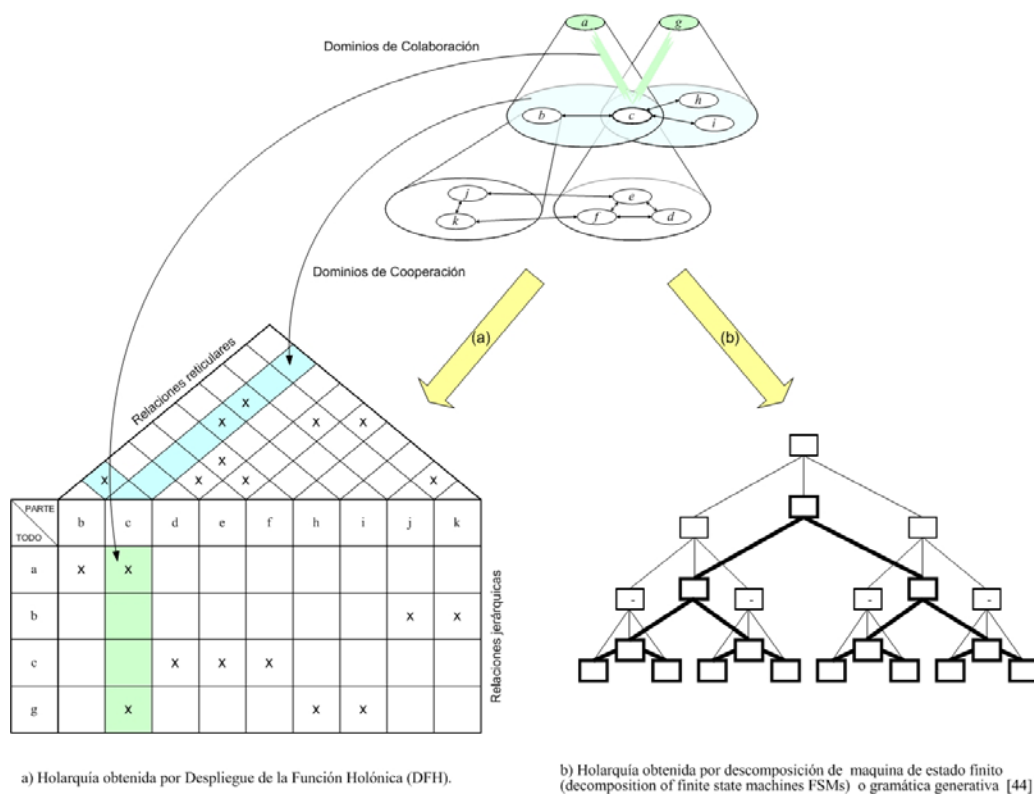 a
g
Dominios de Colaboración
h
b
c
i
j
e
k
f
d
Dominios de Cooperación
(a)
(b)
Relaciones reticulares
x
x
x
x
x
x
x
x
x
PARTE
TODO
b
c
d
e
f
h
i
j
k
a
x
x
b
x
x
c
x
x
x
g
x
x
x
Relaciones jerárquicas
-
-
-
-
a) Holarquía obtenida por Despliegue de la Función Holónica (DFH).
b) Holarquía obtenida por descomposición de maquina de estado finito
(decomposition of finite state machines FSMs) o gramática generativa [44]